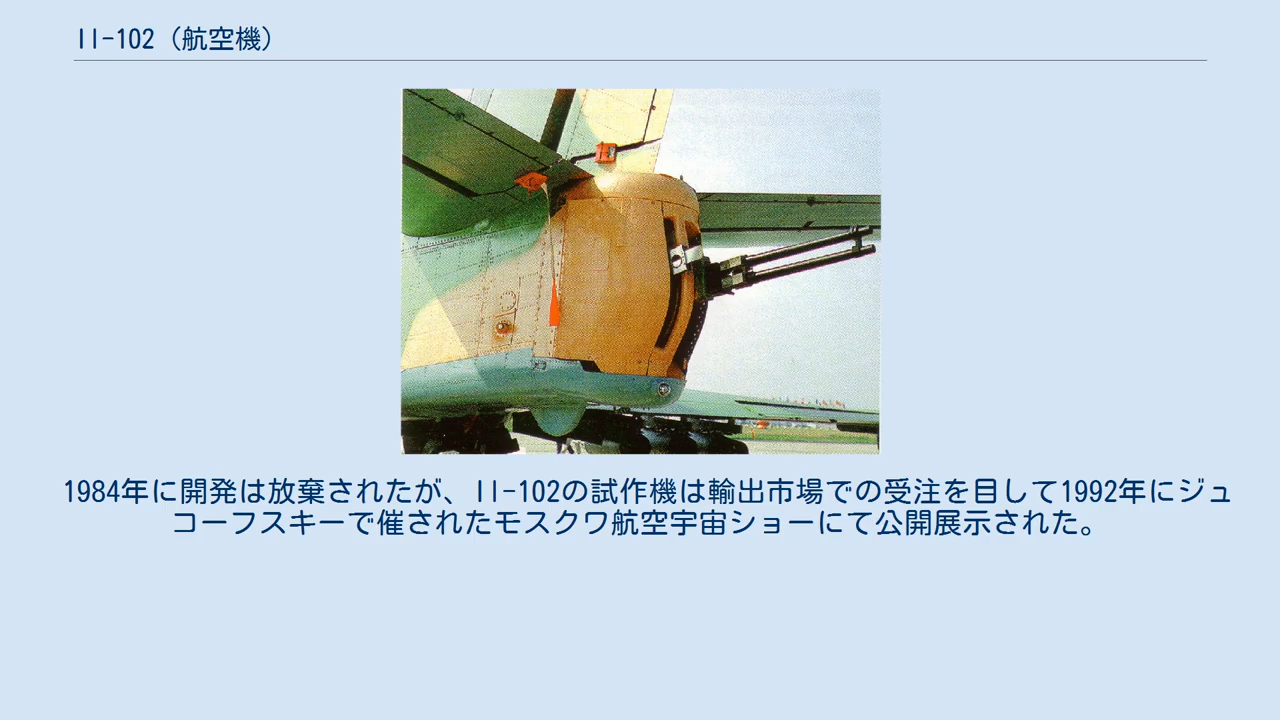 Il-102（航空機）
1984年に開発は放棄されたが、Il-102の試作機は輸出市場での受注を目して1992年にジュ
コーフスキーで催されたモスクワ航空宇宙ショーにて公開展示された。